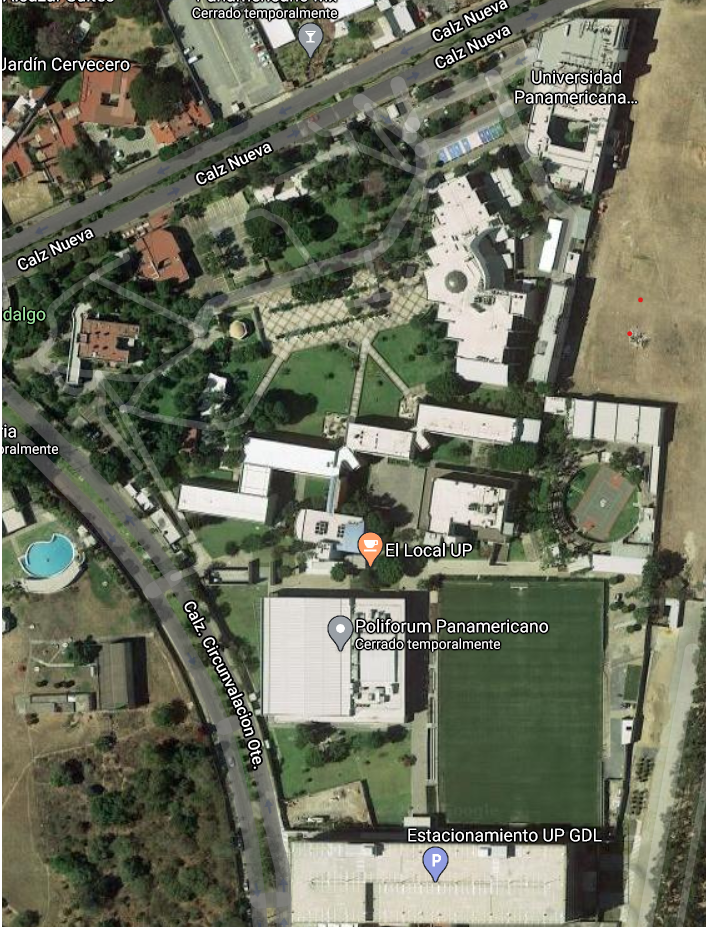 Cerrado temporalmente
Calz Nueva
Calz Nueva
Jardín Cervecero
Universidad
Panamericana...
Calz Nueva
Calz Nueva
dalgo
ria
oralmente
El Local UP
Calz. Circunvalacion Ote.
Poliforum Panamericano
Cerrado temporalmente
Estacionamiento UP GDL
P